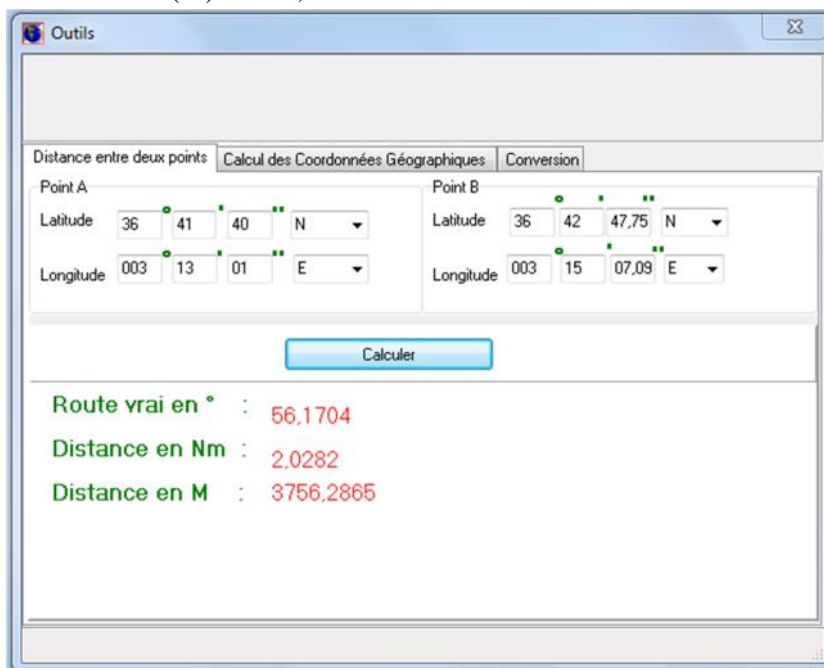 Outils
Distance entre deux points Calcul des Coordonnées Géographiques Conversion
Point A Point B
Latitude 36 ° 41 ' 40 '' N Latitude 36 ° 42 ' 47,75 '' N
Longitude 003 ° 13 ' 01 '' E Longitude 003 ° 15 ' 07,09 '' E
Calculer
Route vrai en ° : 56,1704
Distance en Nm : 2,0282
Distance en M : 3756,2865